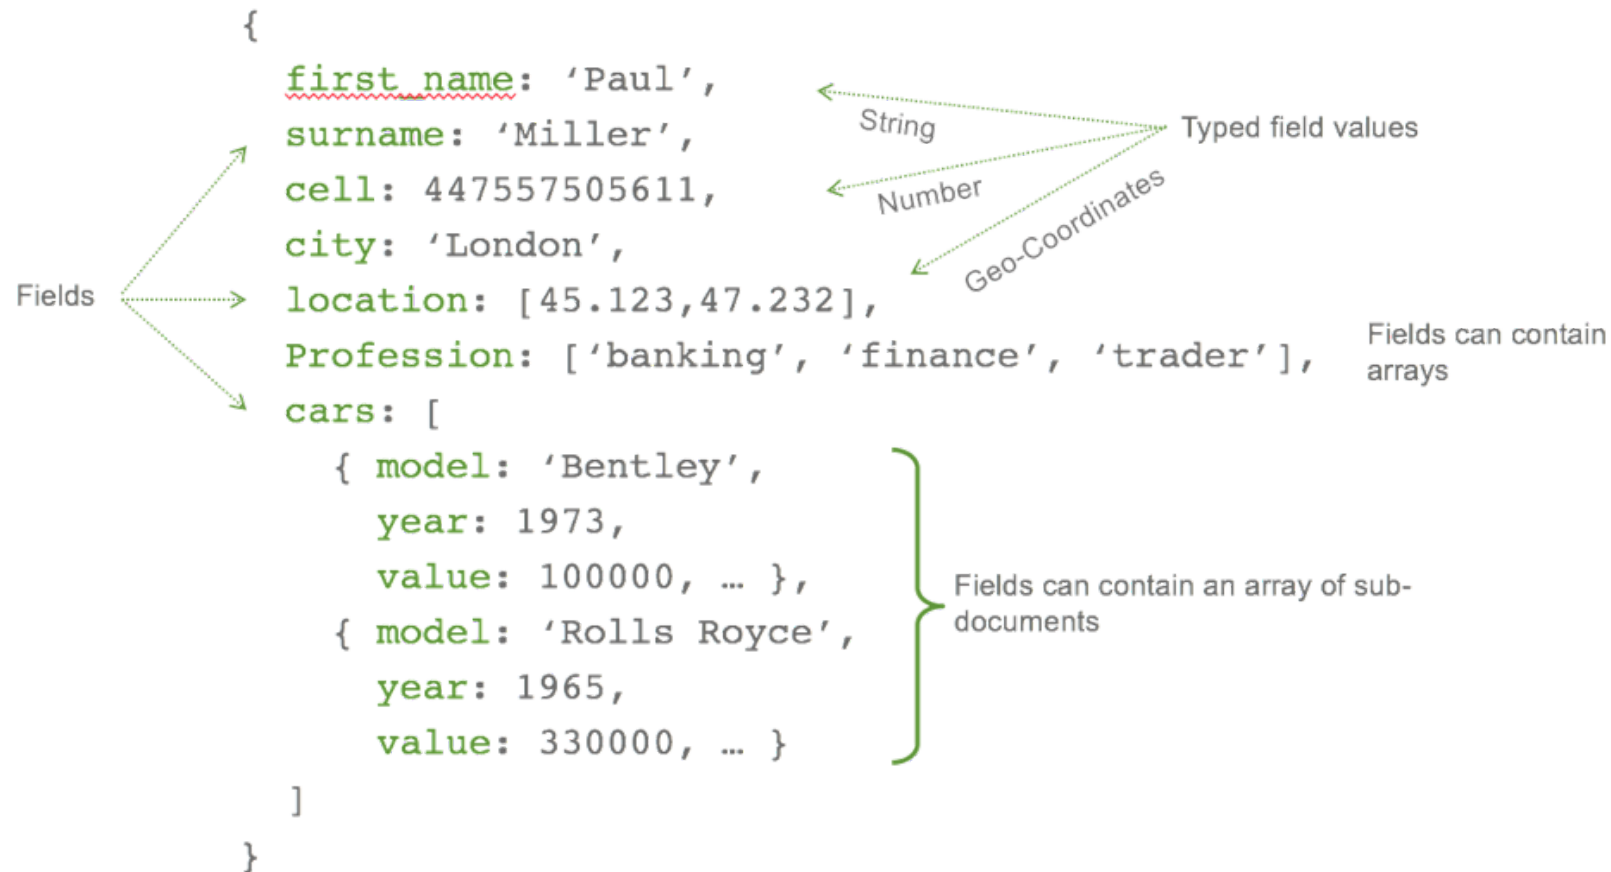 {
first_name: ‘Paul’,
surname: ‘Miller’,
cell: 447557505611,
city: ‘London’,
location: [45.123,47.232],
Profession: [‘banking’, ‘finance’, ‘trader’],
cars: [
{ model: ‘Bentley’,
year: 1973,
value: 100000, … },
{ model: ‘Rolls Royce’,
year: 1965,
value: 330000, … }
]
}
Fields
String
Number
Geo-Coordinates
Typed field values
Fields can contain
arrays
Fields can contain an array of sub-
documents